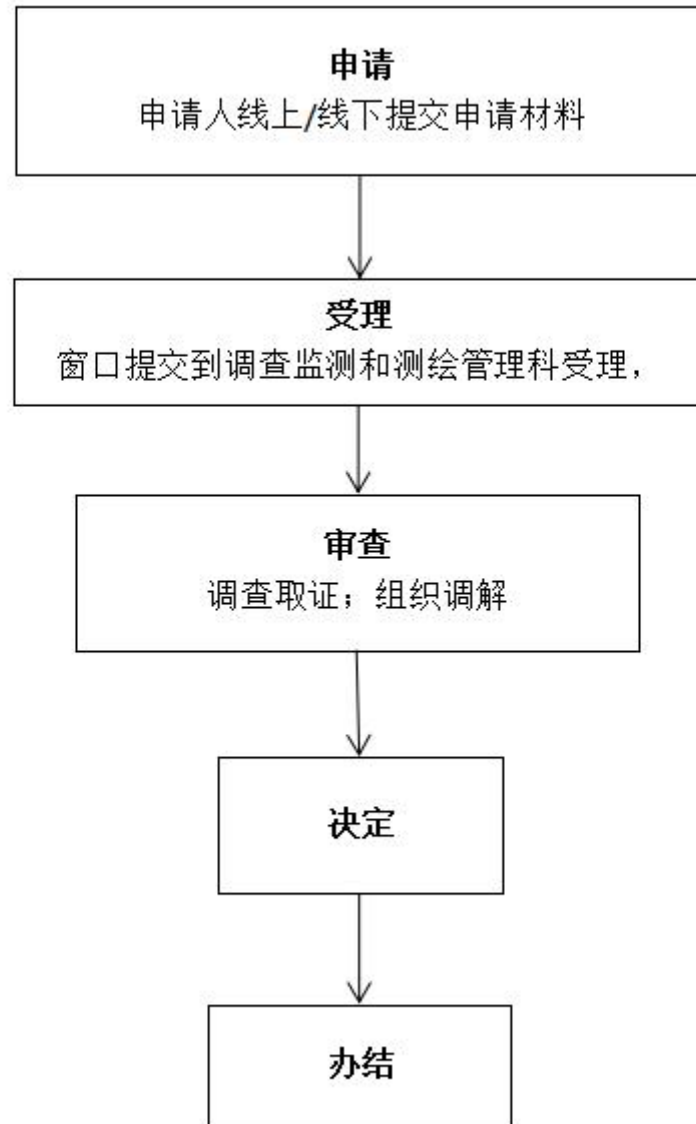 申请
申请人线上/线下提交申请材料
受理
窗口提交到调查监测和测绘管理科受理，
审查
调查取证；组织调解
决定
办结